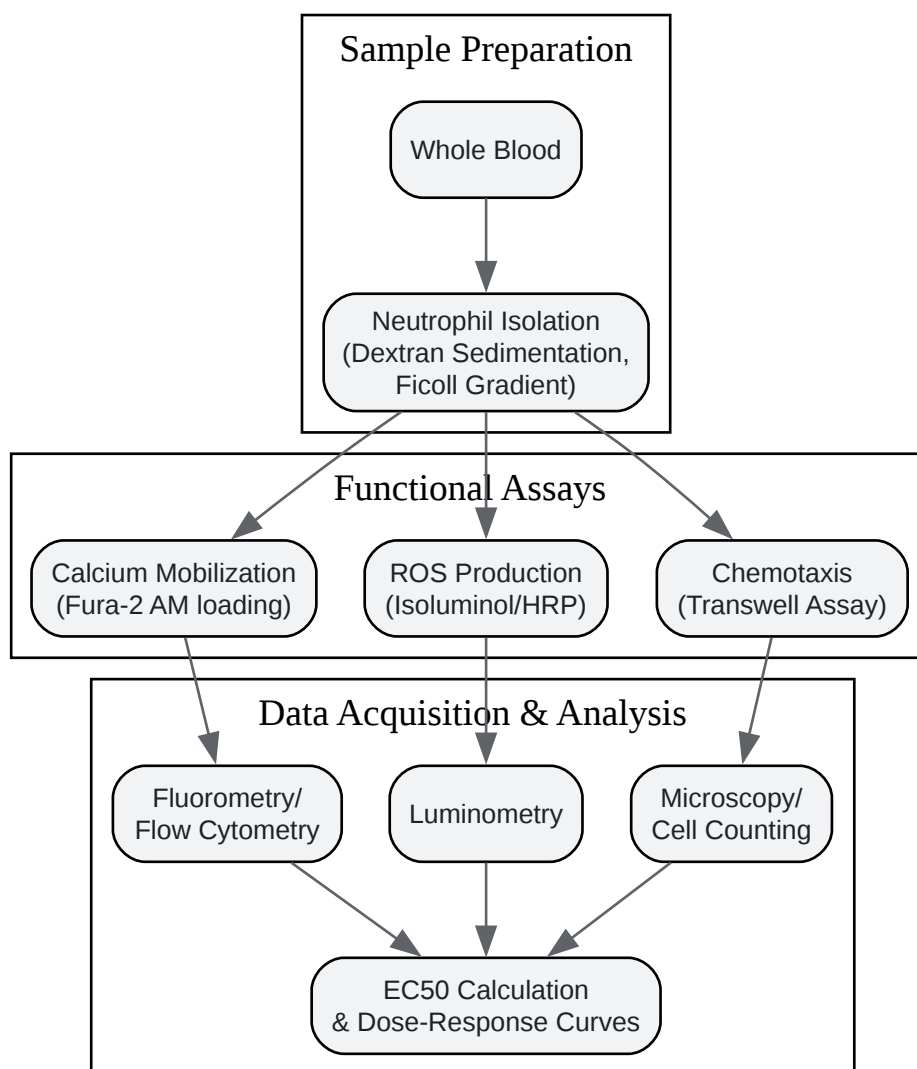 Sample Preparation
Whole Blood
Neutrophil Isolation
(Dextran Sedimentation,
Ficoll Gradient)
Functional Assays
Calcium Mobilization
(Fura-2 AM loading)
ROS Production
(Isoluminol/HRP)
Chemotaxis
(Transwell Assay)
Data Acquisition & Analysis
Fluorometry/
Flow Cytometry
Luminometry
Microscopy/
Cell Counting
EC50 Calculation
& Dose-Response Curves